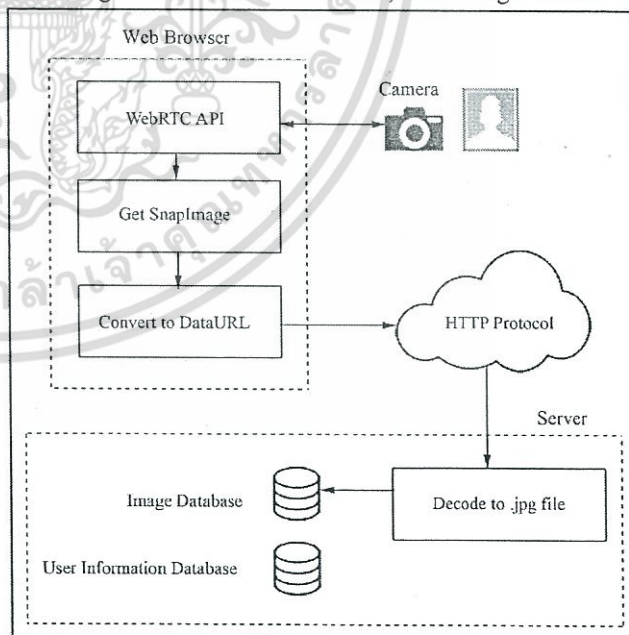 Web Browser
WebRTC API
Camera
Get SnapImage
Convert to DataURL
HTTP Protocol
Server
Decode to .jpg file
Image Database
User Information Database